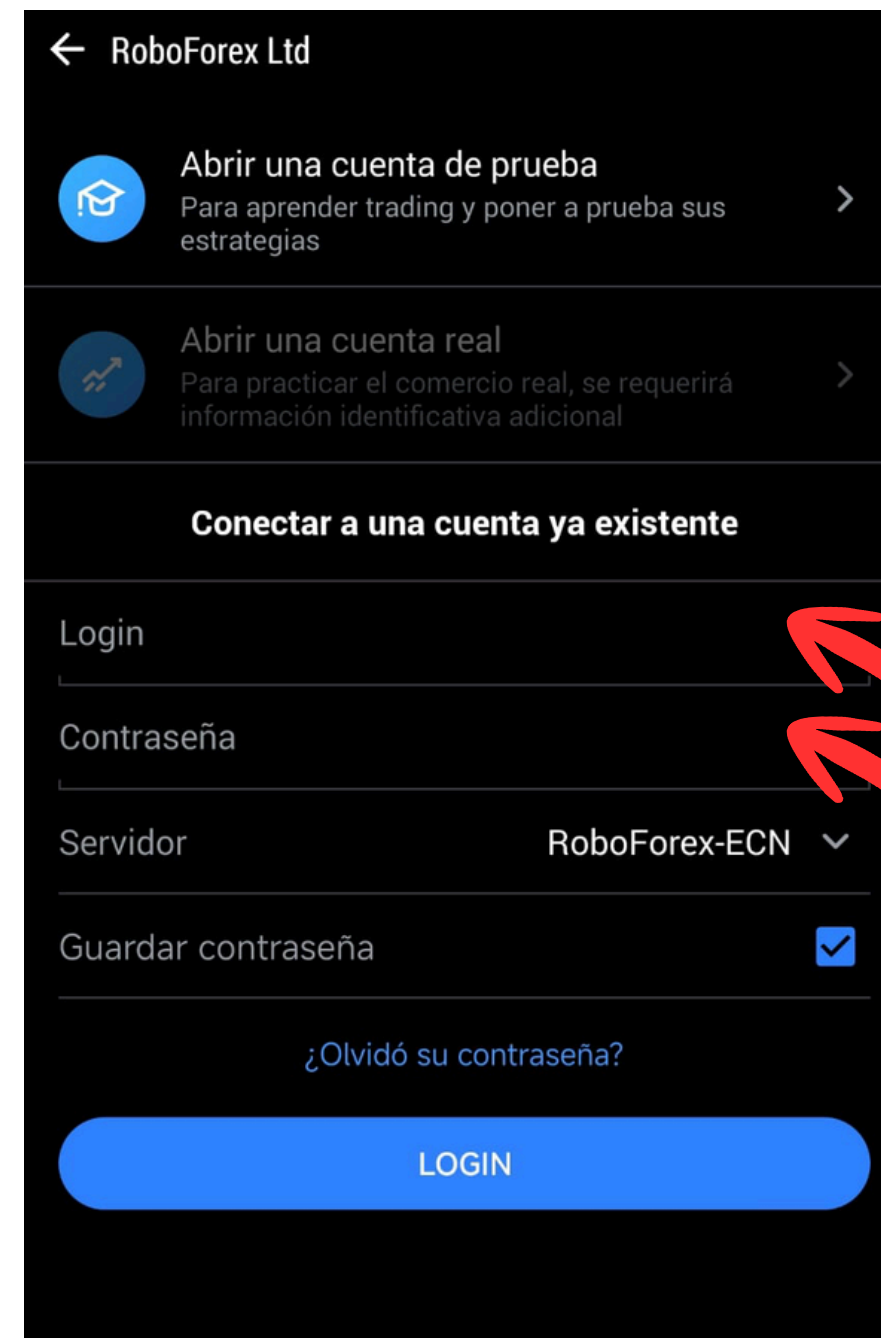 RoboForex Ltd
Abrir una cuenta de prueba
Para aprender trading y poner a prueba sus
estrategias
Abrir una cuenta real
Para practicar el comercio real, se requerirá
información identificativa adicional
Conectar a una cuenta ya existente
Login
Contraseña
Servidor RoboForex-ECN
Guardar contraseña
¿Olvidó su contraseña?
LOGIN